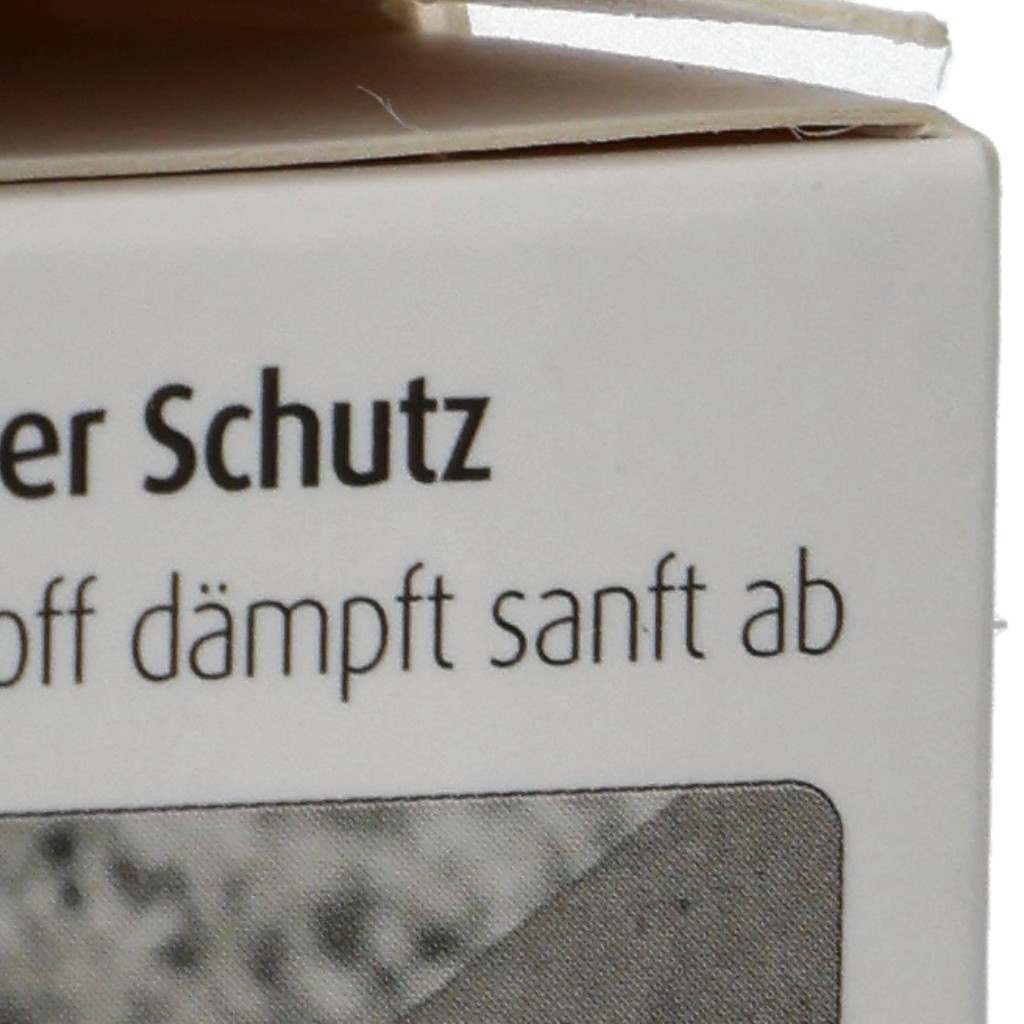 er Schutz
off dämpft sanft ab